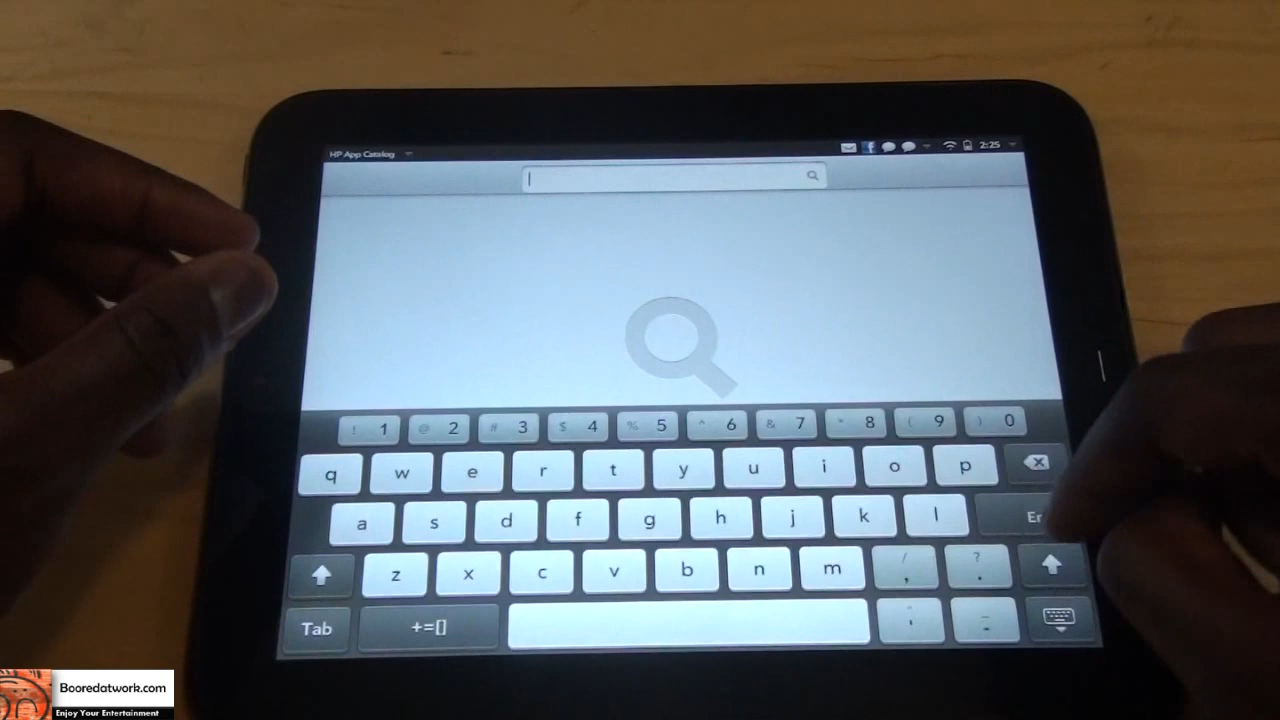 HP App Catalog 2:25
! 1 @ 2 # 3 $ 4 % 5 ^ 6 & 7 * 8 ( 9 ) 0
q w e r t y u i o p
a s d f g h j k l
z x c v b n m / , ? .
Tab +=[] " ' _ -
Booredatwork.com
Enjoy Your Entertainment